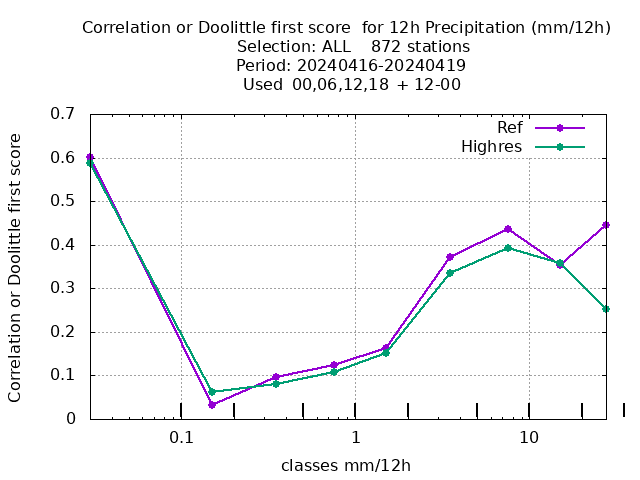 Correlation or Doolittle first score  for 12h Precipitation (mm/12h)
Selection: ALL    872 stations
Period: 20240416-20240419
Used  00,06,12,18  + 12-00
Ref
Highres
Correlation or Doolittle first score
0.7
0.6
0.5
0.4
0.3
0.2
0.1
0
0.1
1
10
classes mm/12h